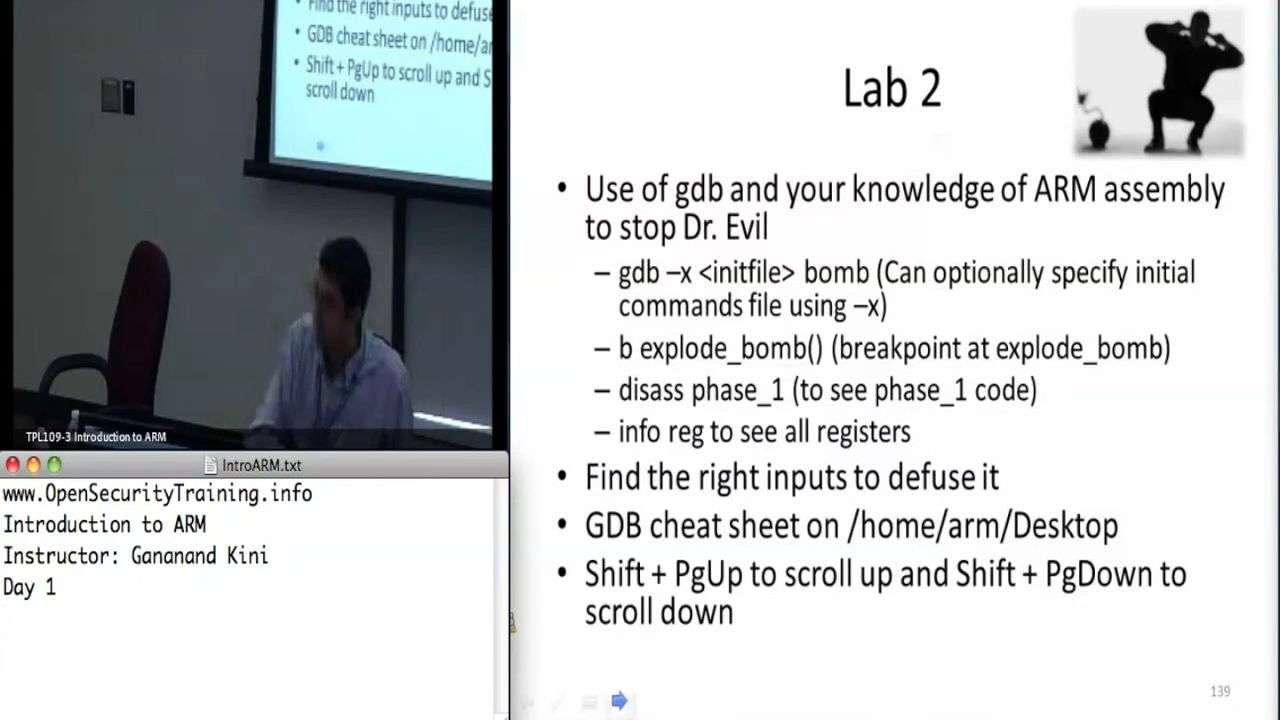 Find the right inputs to defuse
• GDB cheat sheet on /home/ar
• Shift + PgUp to scroll up and S
scroll down
TPL109-3 Introduction to ARM
IntroARM.txt
www.OpenSecurityTraining.info
Introduction to ARM
Instructor: Gananand Kini
Day 1
Lab 2
• Use of gdb and your knowledge of ARM assembly
to stop Dr. Evil
– gdb –x <initfile> bomb (Can optionally specify initial
commands file using –x)
– b explode_bomb() (breakpoint at explode_bomb)
– disass phase_1 (to see phase_1 code)
– info reg to see all registers
• Find the right inputs to defuse it
• GDB cheat sheet on /home/arm/Desktop
• Shift + PgUp to scroll up and Shift + PgDown to
scroll down
139